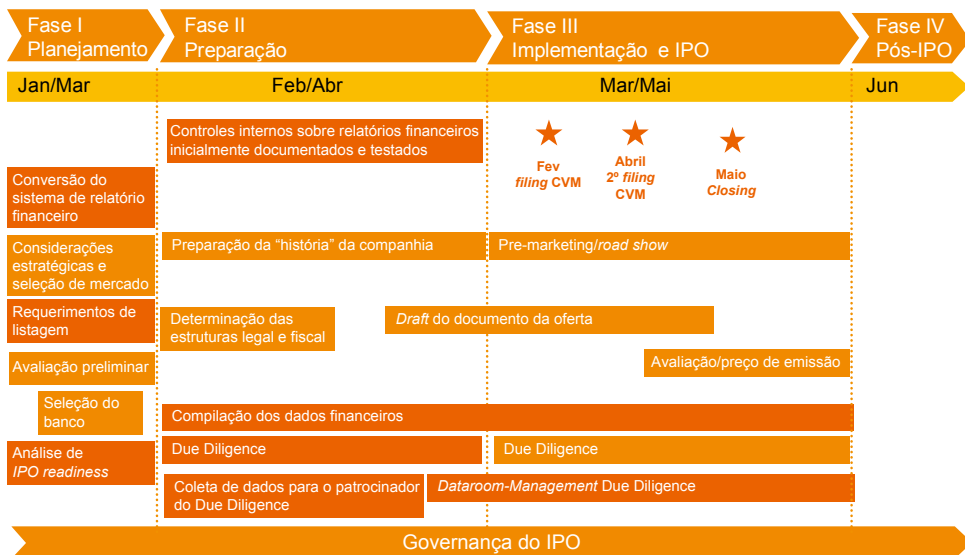 Fase I
Planejamento
Fase II
Preparação
Fase III
Implementação e IPO
Fase IV
Pós-IPO
Jan/Mar
Feb/Abr
Mar/Mai
Jun
Controles internos sobre relatórios financeiros
inicialmente documentados e testados
Fev
filing CVM
Abril
2º filing
CVM
Maio
Closing
Conversão do
sistema de relatório
financeiro
Considerações
estratégicas e
seleção de mercado
Preparação da “história” da companhia
Pre-marketing/road show
Requerimentos de
listagem
Determinação das
estruturas legal e fiscal
Draft do documento da oferta
Avaliação preliminar
Avaliação/preço de emissão
Seleção do
banco
Compilação dos dados financeiros
Análise de
IPO readiness
Due Diligence
Due Diligence
Coleta de dados para o patrocinador
do Due Diligence
Dataroom-Management Due Diligence
Governança do IPO